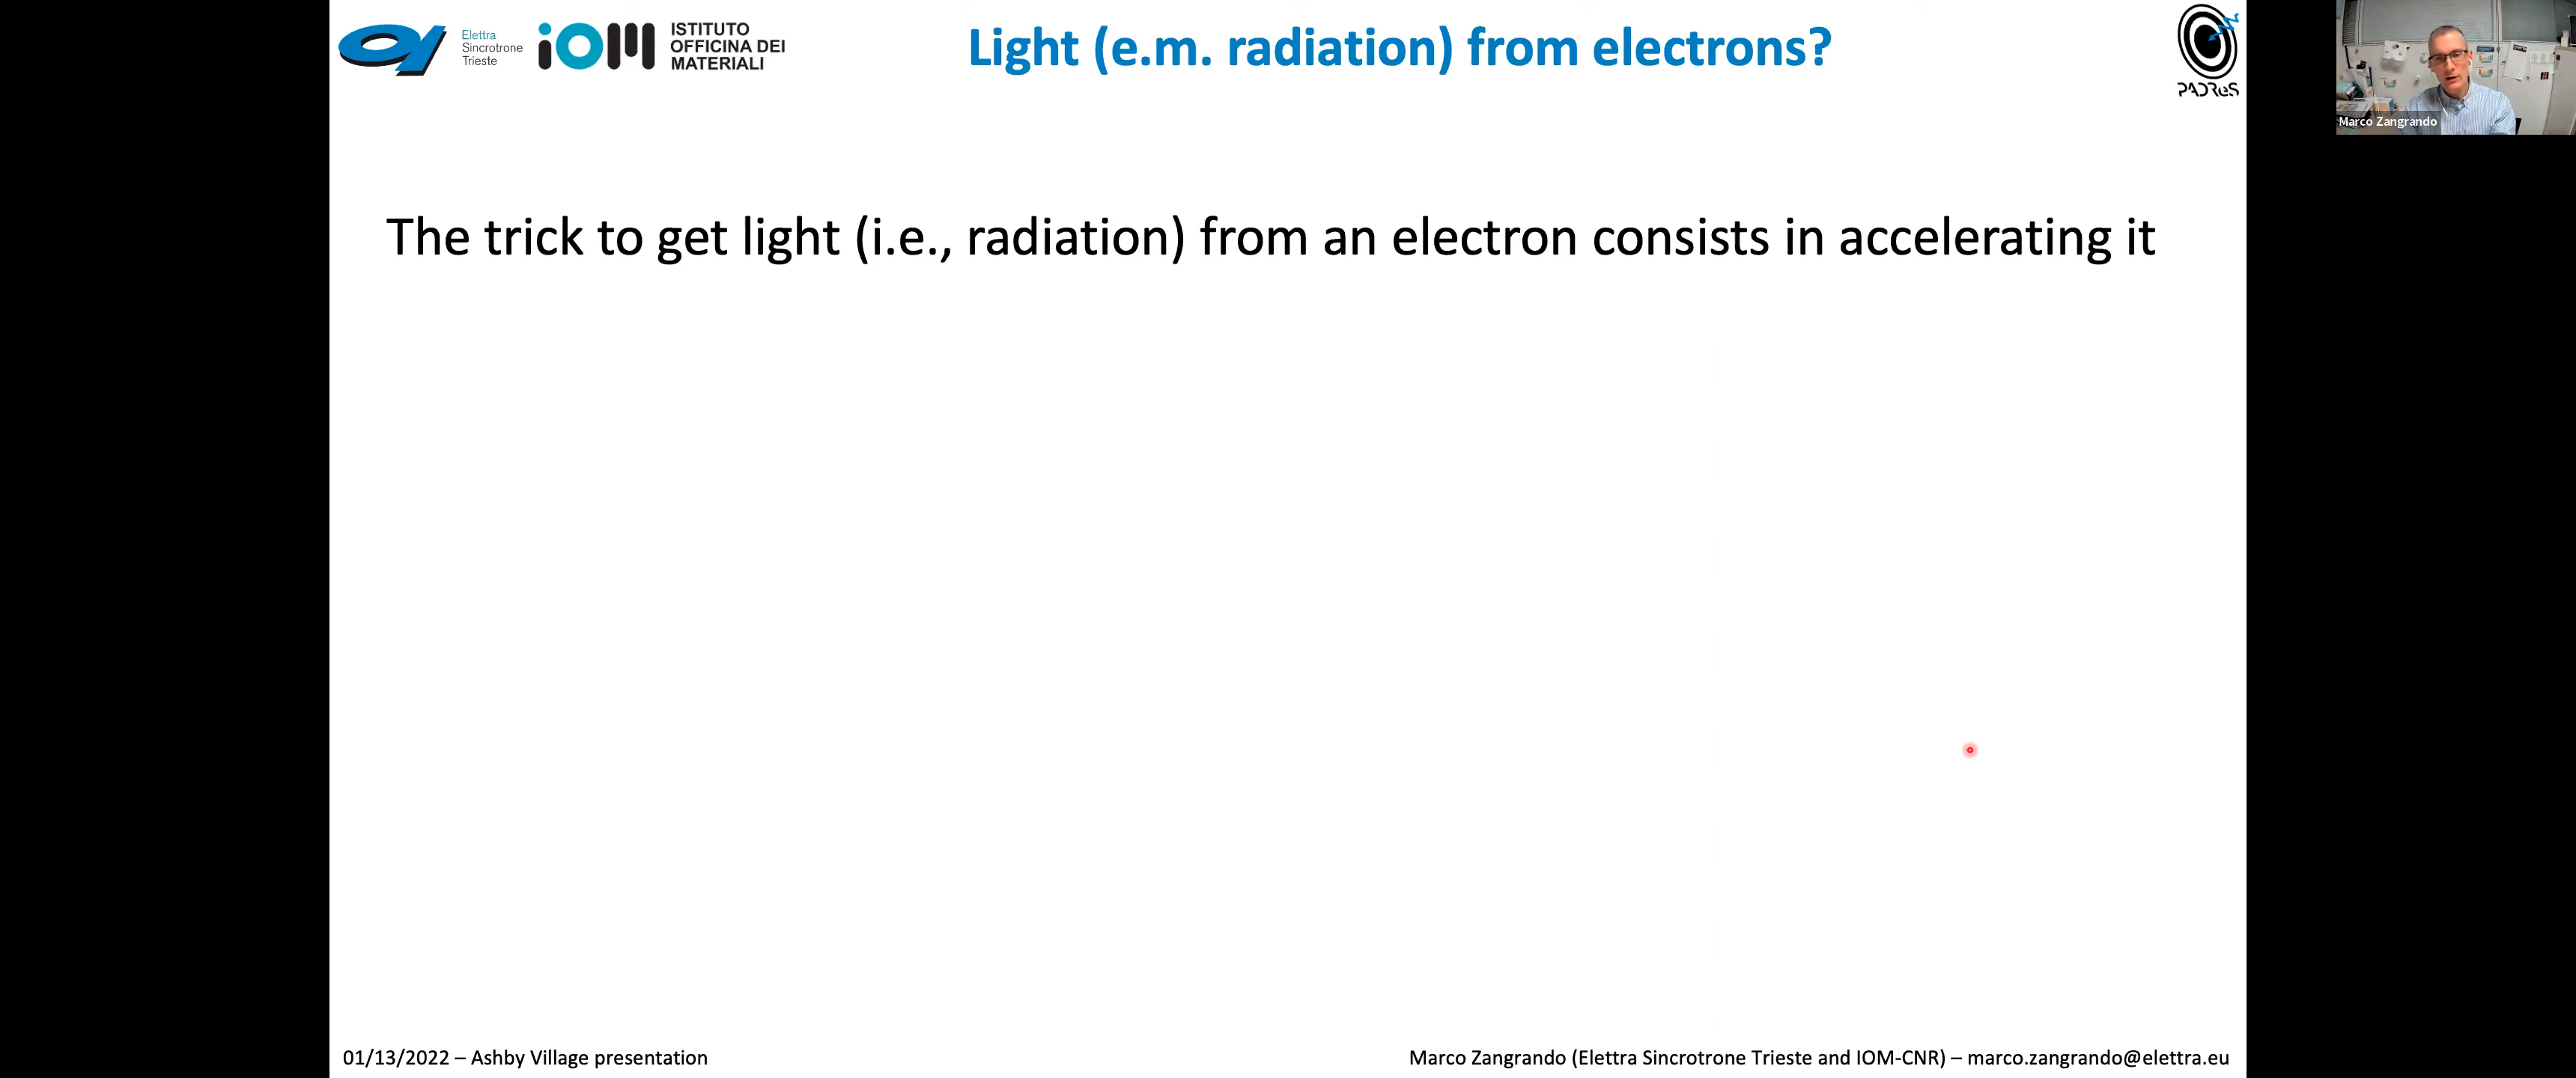 Elettra
Sincrotrone
Trieste
iOM
ISTITUTO
OFFICINA DEI
MATERIALI
Light (e.m. radiation) from electrons?
PADReS
Marco Zangrando
The trick to get light (i.e., radiation) from an electron consists in accelerating it
01/13/2022 – Ashby Village presentation
Marco Zangrando (Elettra Sincrotrone Trieste and IOM-CNR) – marco.zangrando@elettra.eu